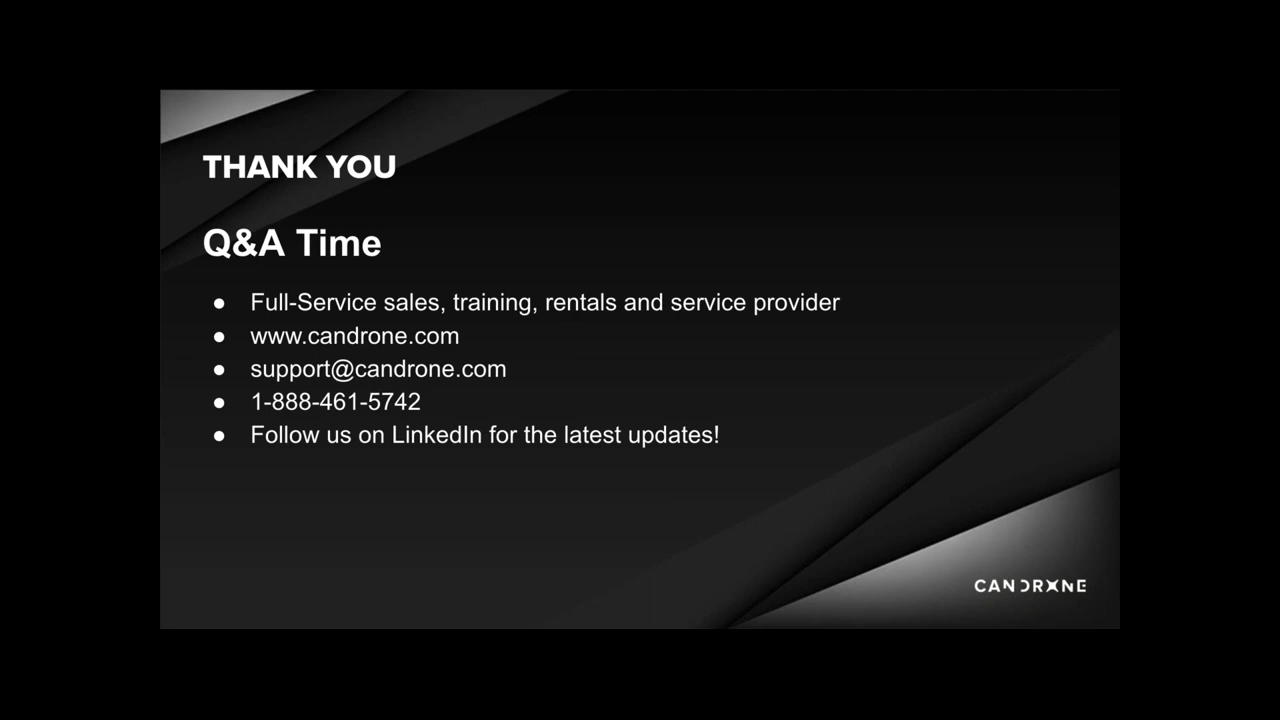 THANK YOU
Q&A Time
● Full-Service sales, training, rentals and service provider
● www.candrone.com
● support@candrone.com
● 1-888-461-5742
● Follow us on LinkedIn for the latest updates!
CANDRONE